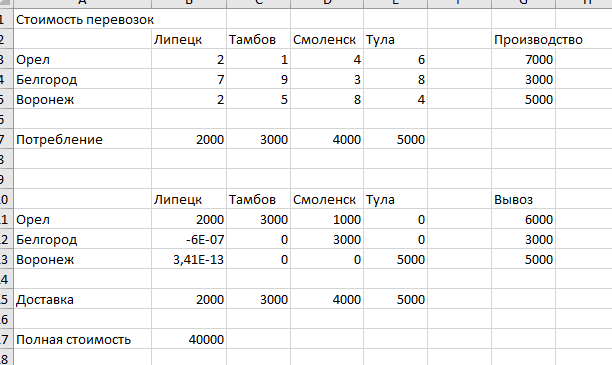 A B C D E F G H
1 Стоимость перевозок
2 Липецк Тамбов Смоленск Тула Производство
3 Орел 2 1 4 6 7000
4 Белгород 7 9 3 8 3000
5 Воронеж 2 5 8 4 5000
6
7 Потребление 2000 3000 4000 5000
8
9
10 Липецк Тамбов Смоленск Тула Вывоз
11 Орел 2000 3000 1000 0 6000
12 Белгород -6E-07 0 3000 0 3000
13 Воронеж 3,41E-13 0 0 5000 5000
14
15 Доставка 2000 3000 4000 5000
16
17 Полная стоимость 40000
18